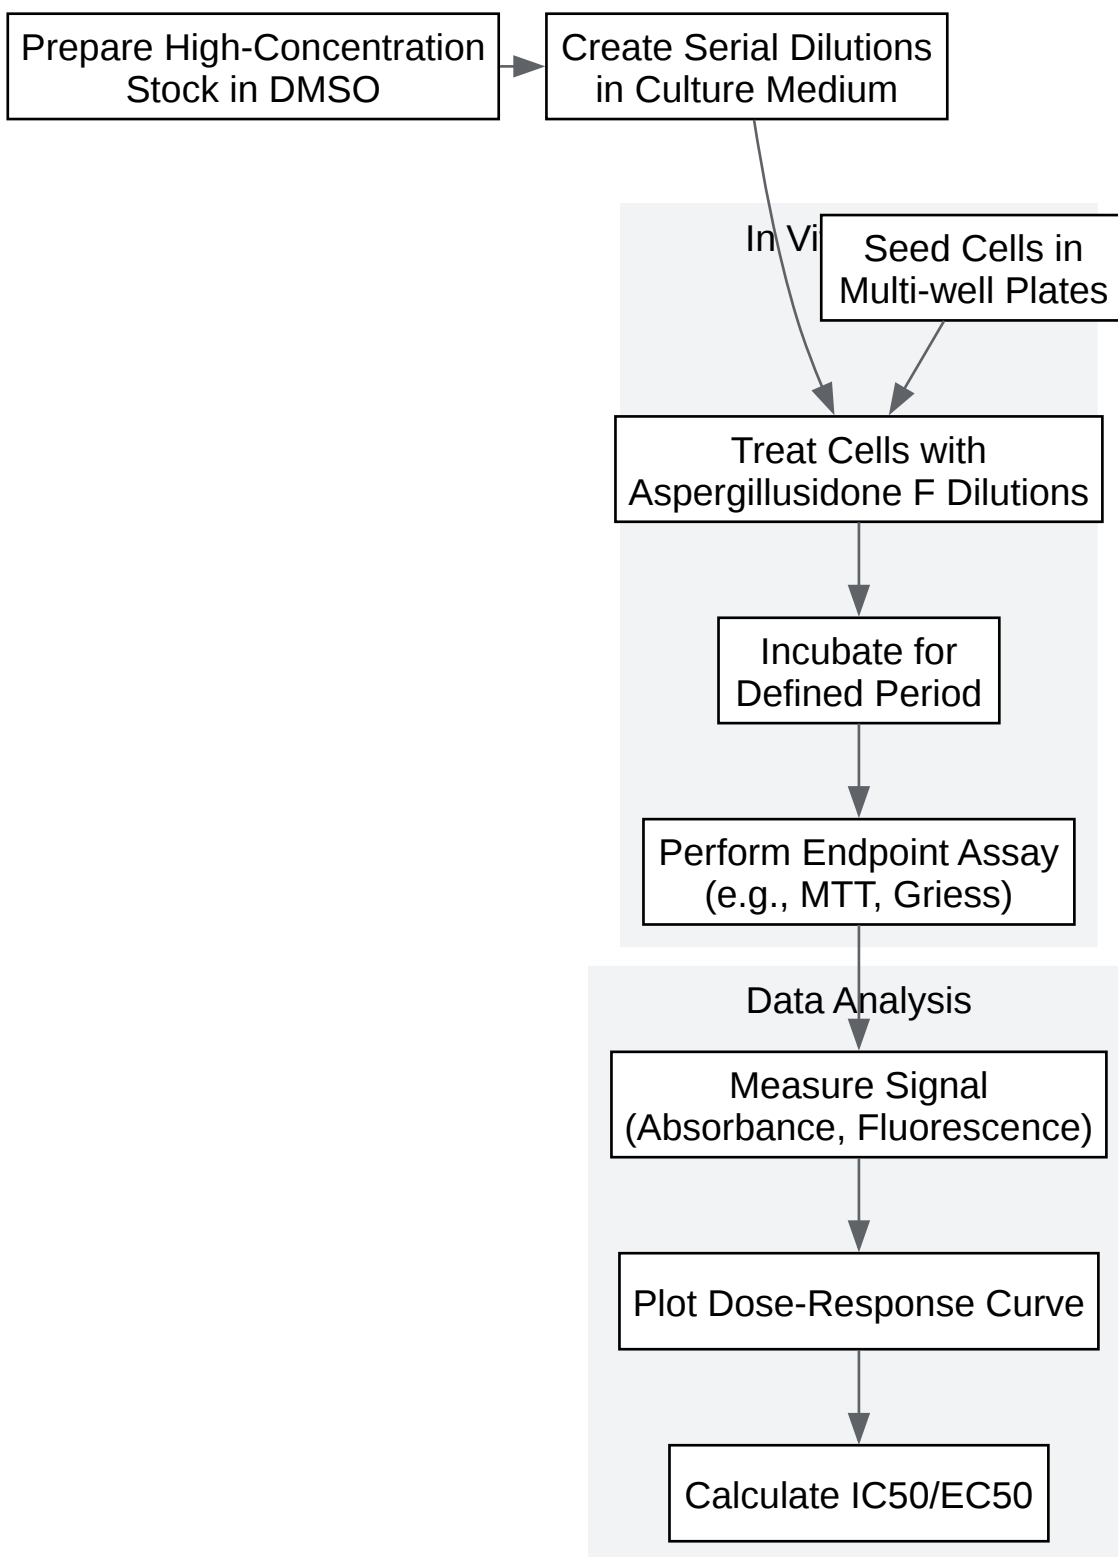 Prepare High-Concentration
Stock in DMSO
Create Serial Dilutions
in Culture Medium
In Vi
Seed Cells in
Multi-well Plates
Treat Cells with
Aspergillusidone F Dilutions
Incubate for
Defined Period
Perform Endpoint Assay
(e.g., MTT, Griess)
Data Analysis
Measure Signal
(Absorbance, Fluorescence)
Plot Dose-Response Curve
Calculate IC50/EC50